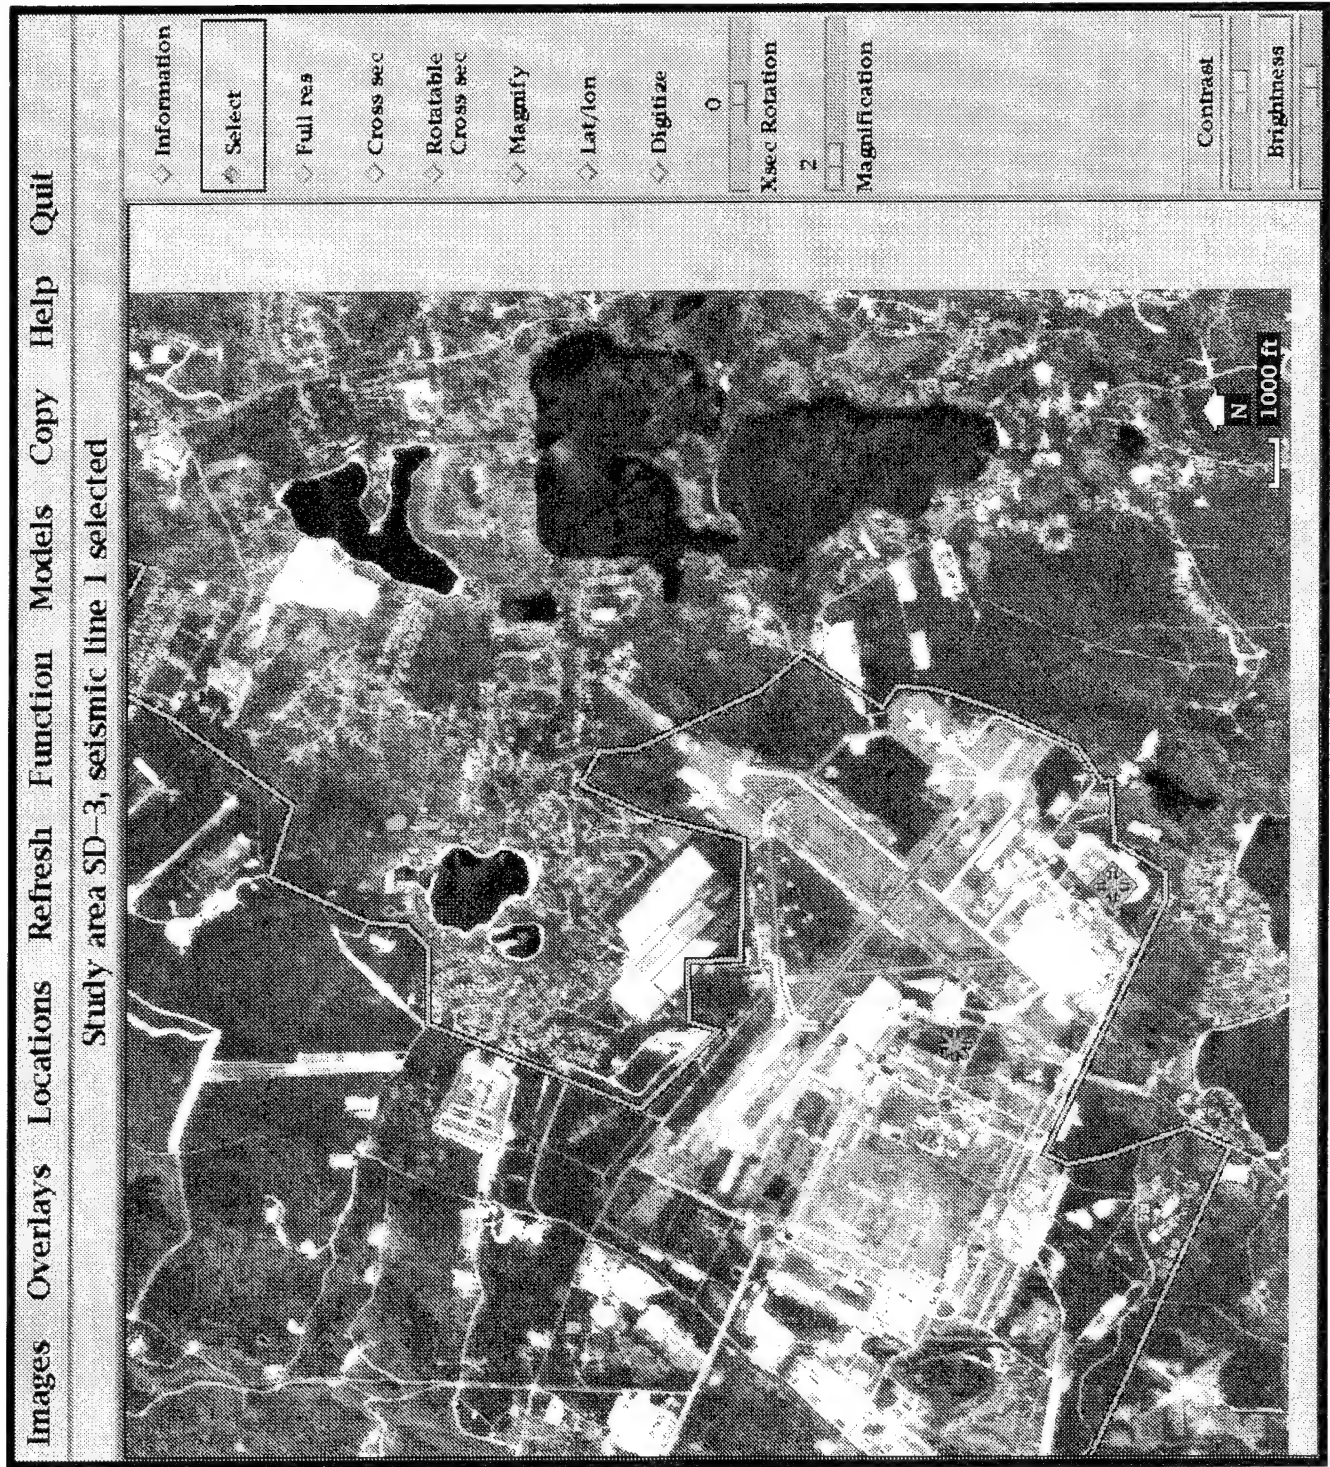 Images Overlays Locations Refresh Function Models Copy Help Quit
Study area SD-3, seismic line 1 selected
Information
Select
Full res
Cross sec
Rotatable
Cross sec
Magnify
Lat/lon
Digitize
0
Xsec Rotation
2
Magnification
Contrast
Brightness
N
1000 ft